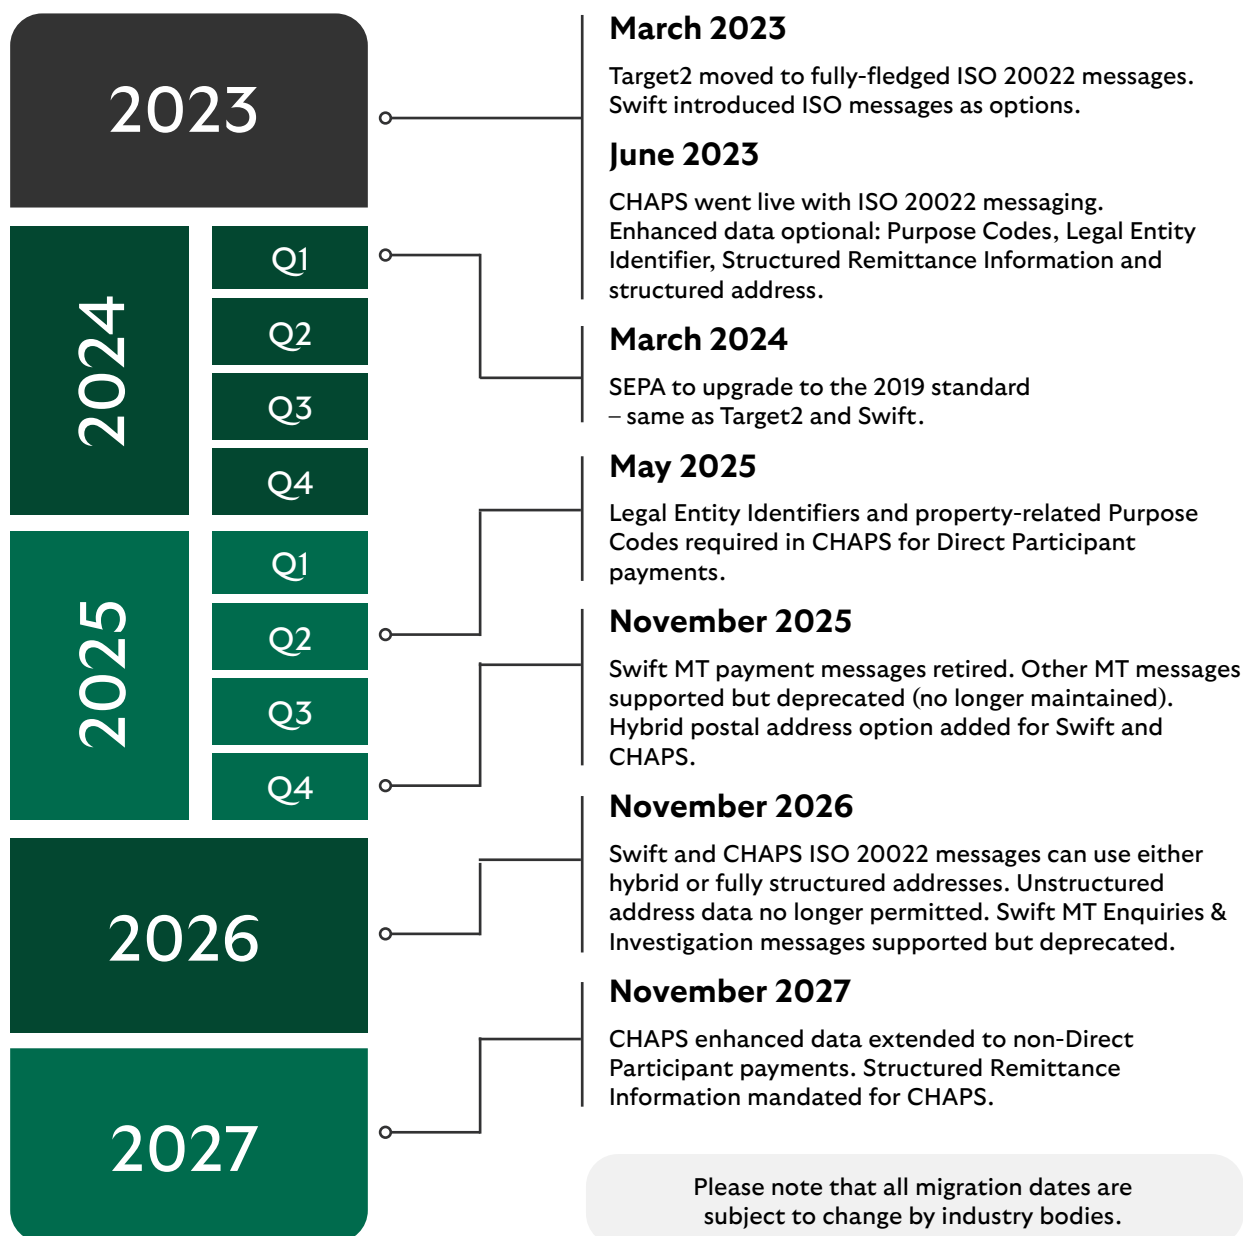 2023
March 2023
Target2 moved to fully-fledged ISO 20022 messages.
Swift introduced ISO messages as options.
June 2023
CHAPS went live with ISO 20022 messaging.
Enhanced data optional: Purpose Codes, Legal Entity
Identifier, Structured Remittance Information and
structured address.
2024
Q1
Q2
Q3
Q4
March 2024
SEPA to upgrade to the 2019 standard
– same as Target2 and Swift.
2025
Q1
Q2
Q3
Q4
May 2025
Legal Entity Identifiers and property-related Purpose
Codes required in CHAPS for Direct Participant
payments.
November 2025
Swift MT payment messages retired. Other MT messages
supported but deprecated (no longer maintained).
Hybrid postal address option added for Swift and
CHAPS.
2026
November 2026
Swift and CHAPS ISO 20022 messages can use either
hybrid or fully structured addresses. Unstructured
address data no longer permitted. Swift MT Enquiries &
Investigation messages supported but deprecated.
2027
November 2027
CHAPS enhanced data extended to non-Direct
Participant payments. Structured Remittance
Information mandated for CHAPS.
Please note that all migration dates are
subject to change by industry bodies.